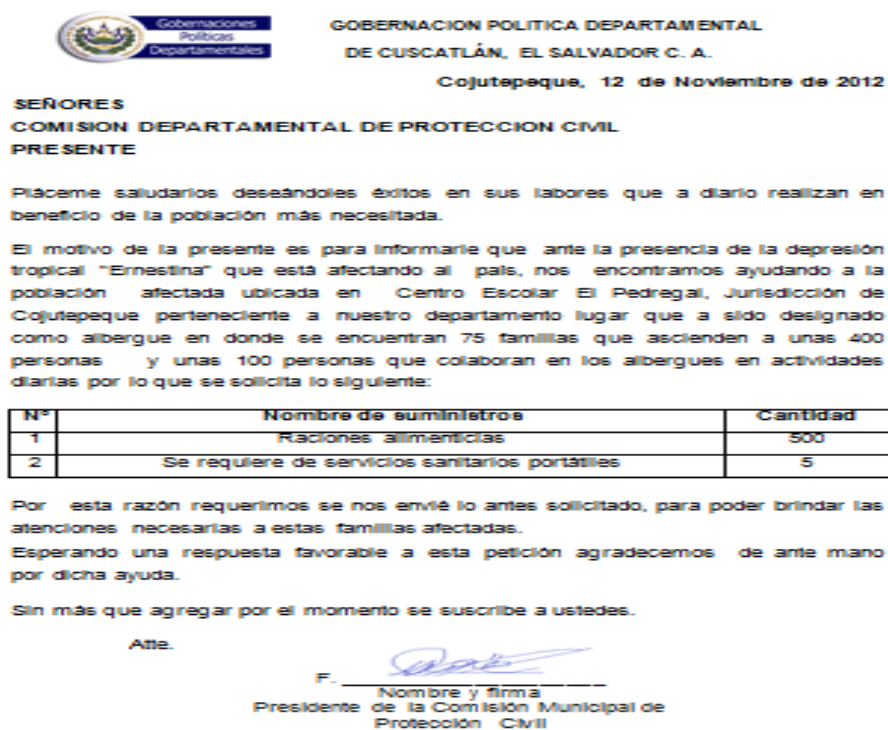 Gobernaciones
Políticas
Departamentales
GOBERNACION POLITICA DEPARTAMENTAL
DE CUSCATLÁN, EL SALVADOR C. A.
Cojutepeque, 12 de Noviembre de 2012
SEÑORES
COMISION DEPARTAMENTAL DE PROTECCION CIVIL
PRESENTE
Pláceme saludarlos deseándoles éxitos en sus labores que a diario realizan en
beneficio de la población más necesitada.
El motivo de la presente es para informarle que ante la presencia de la depresión
tropical "Ernestina" que está afectando al país, nos encontramos ayudando a la
población afectada ubicada en Centro Escolar El Pedregal, Jurisdicción de
Cojutepeque perteneciente a nuestro departamento lugar que a sido designado
como albergue en donde se encuentran 75 familias que ascienden a unas 400
personas y unas 100 personas que colaboran en los albergues en actividades
diarias por lo que se solicita lo siguiente:
N° Nombre de suministros Cantidad
1 Raciones alimenticias 500
2 Se requiere de servicios sanitarios portátiles 5
Por esta razón requerimos se nos envié lo antes solicitado, para poder brindar las
atenciones necesarias a estas familias afectadas.
Esperando una respuesta favorable a esta petición agradecemos de ante mano
por dicha ayuda.
Sin más que agregar por el momento se suscribe a ustedes.
Atte.
F. ________________________
Nombre y firma
Presidente de la Comisión Municipal de
Protección Civil